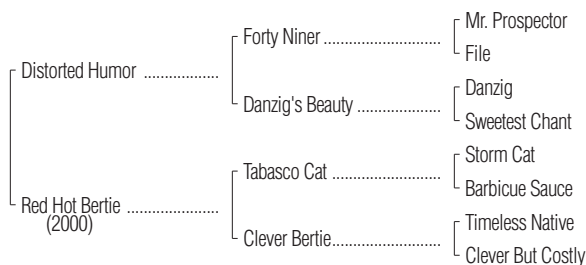 Mr. Prospector
Forty Niner ......................
File
Distorted Humor ..................
Danzig
Danzig's Beauty .................
Sweetest Chant
Storm Cat
Tabasco Cat .....................
Barbicue Sauce
Red Hot Bertie ......................
(2000)
Timeless Native
Clever Bertie.....................
Clever But Costly